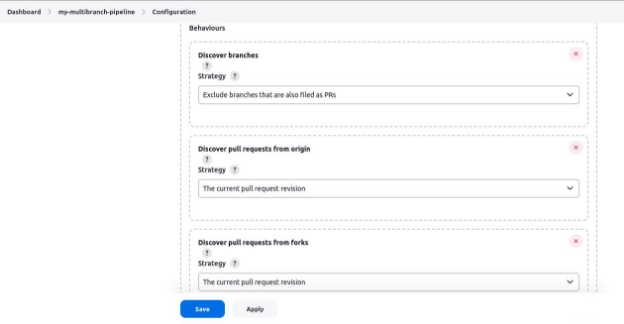 Dashboard > my-multibranch-pipeline > Configuration
Behaviours
Discover branches
?
Strategy ?
Exclude branches that are also filed as PRs
Discover pull requests from origin
?
Strategy ?
The current pull request revision
Discover pull requests from forks
?
Strategy ?
The current pull request revision
Save Apply